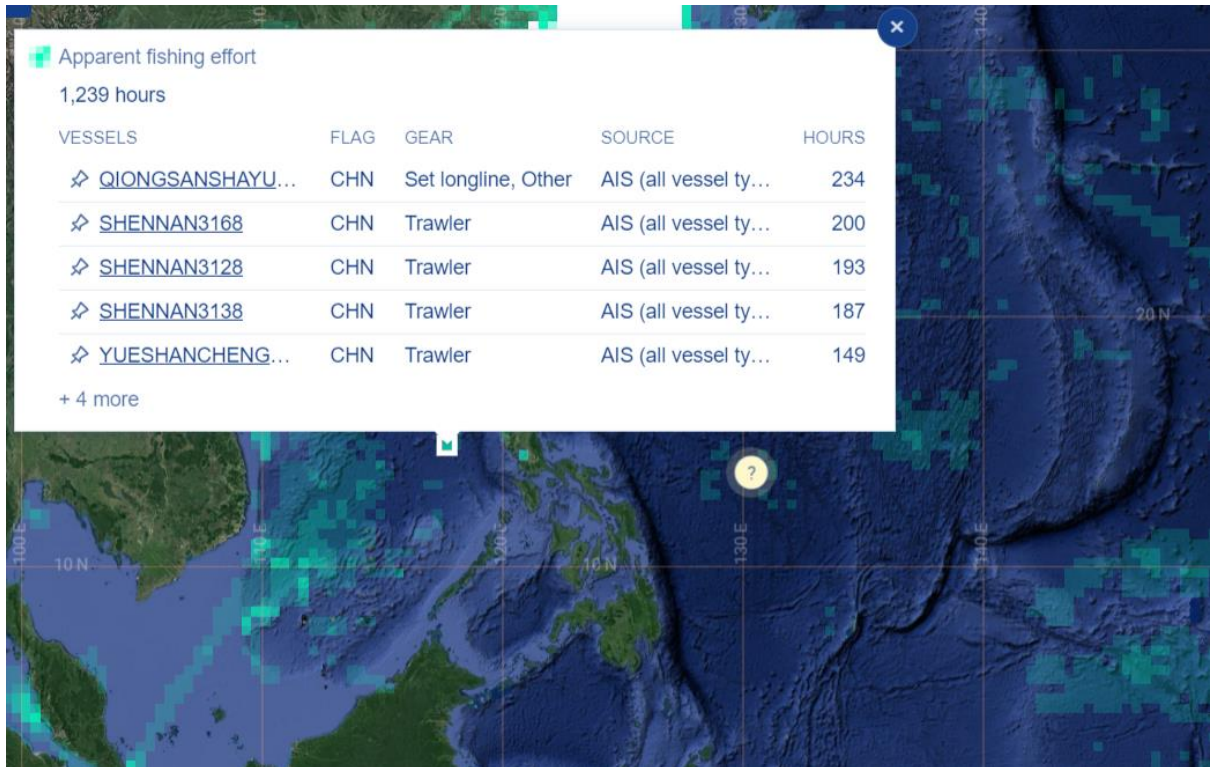 Apparent fishing effort
1,239 hours
VESSELS FLAG GEAR SOURCE HOURS
QIONGSANSHAYU... CHN Set longline, Other AIS (all vessel ty... 234
SHENNAN3168 CHN Trawler AIS (all vessel ty... 200
SHENNAN3128 CHN Trawler AIS (all vessel ty... 193
SHENNAN3138 CHN Trawler AIS (all vessel ty... 187
YUESHANCHENG... CHN Trawler AIS (all vessel ty... 149
+ 4 more
140
20 N
?
100 E
110 E
120 E
130 E
140 E
10 N
10 N